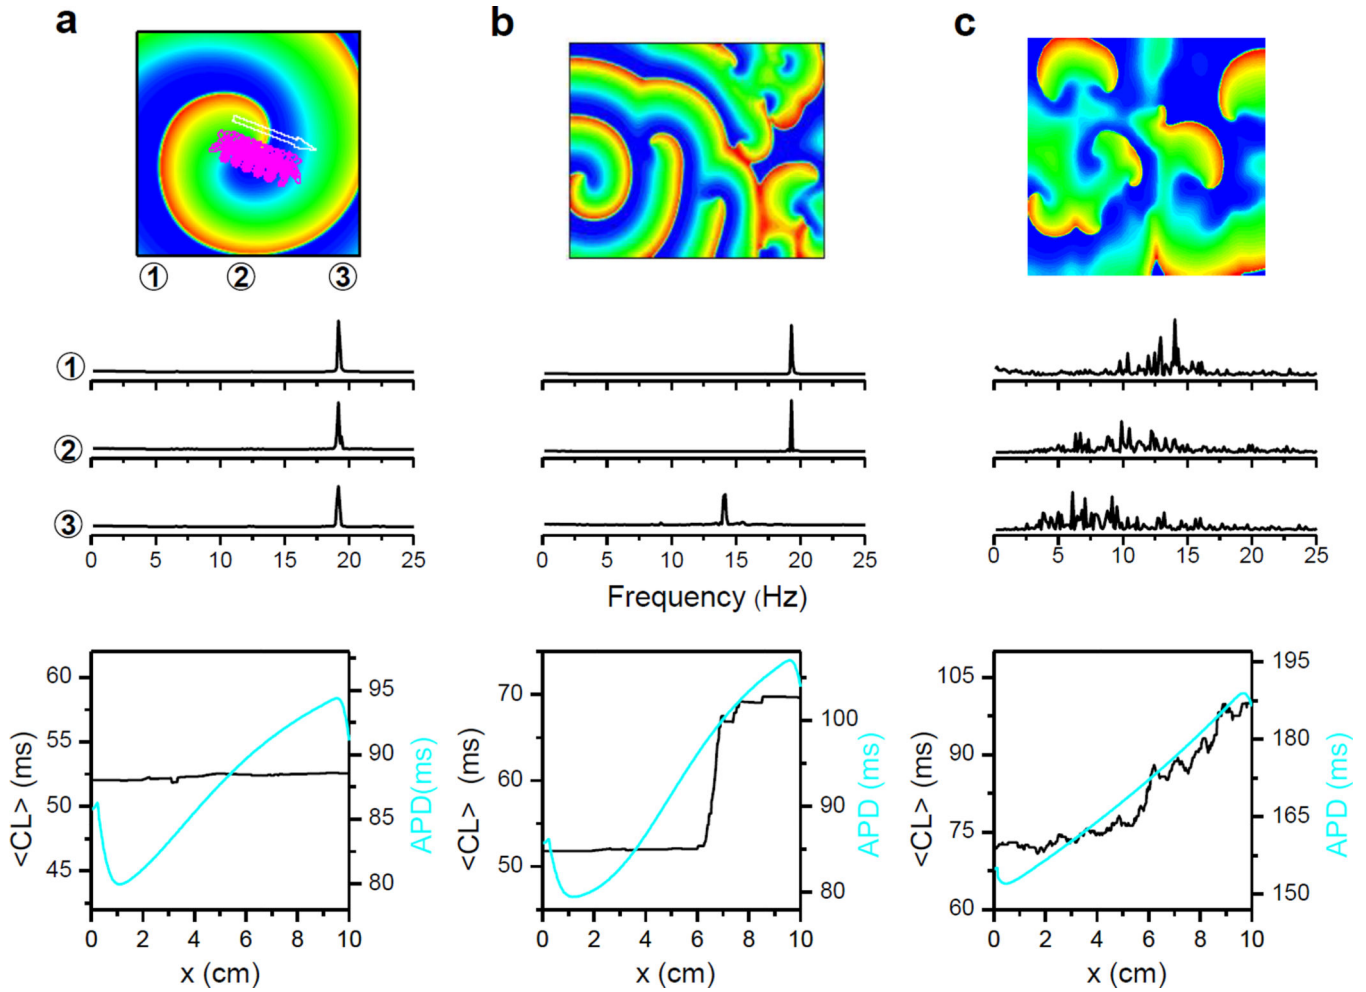 a b c
① ② ③
①
②
③
0 5 10 15 20 25
0 5 10 15 20 25
0 5 10 15 20 25
Frequency (Hz)
60
55
50
45
<CL> (ms)
95
90
85
80
APD(ms)
0 2 4 6 8 10
x (cm)
70
60
50
<CL> (ms)
100
90
80
APD (ms)
0 2 4 6 8 10
x (cm)
105
90
75
60
<CL> (ms)
195
180
165
150
APD (ms)
0 2 4 6 8 10
x (cm)